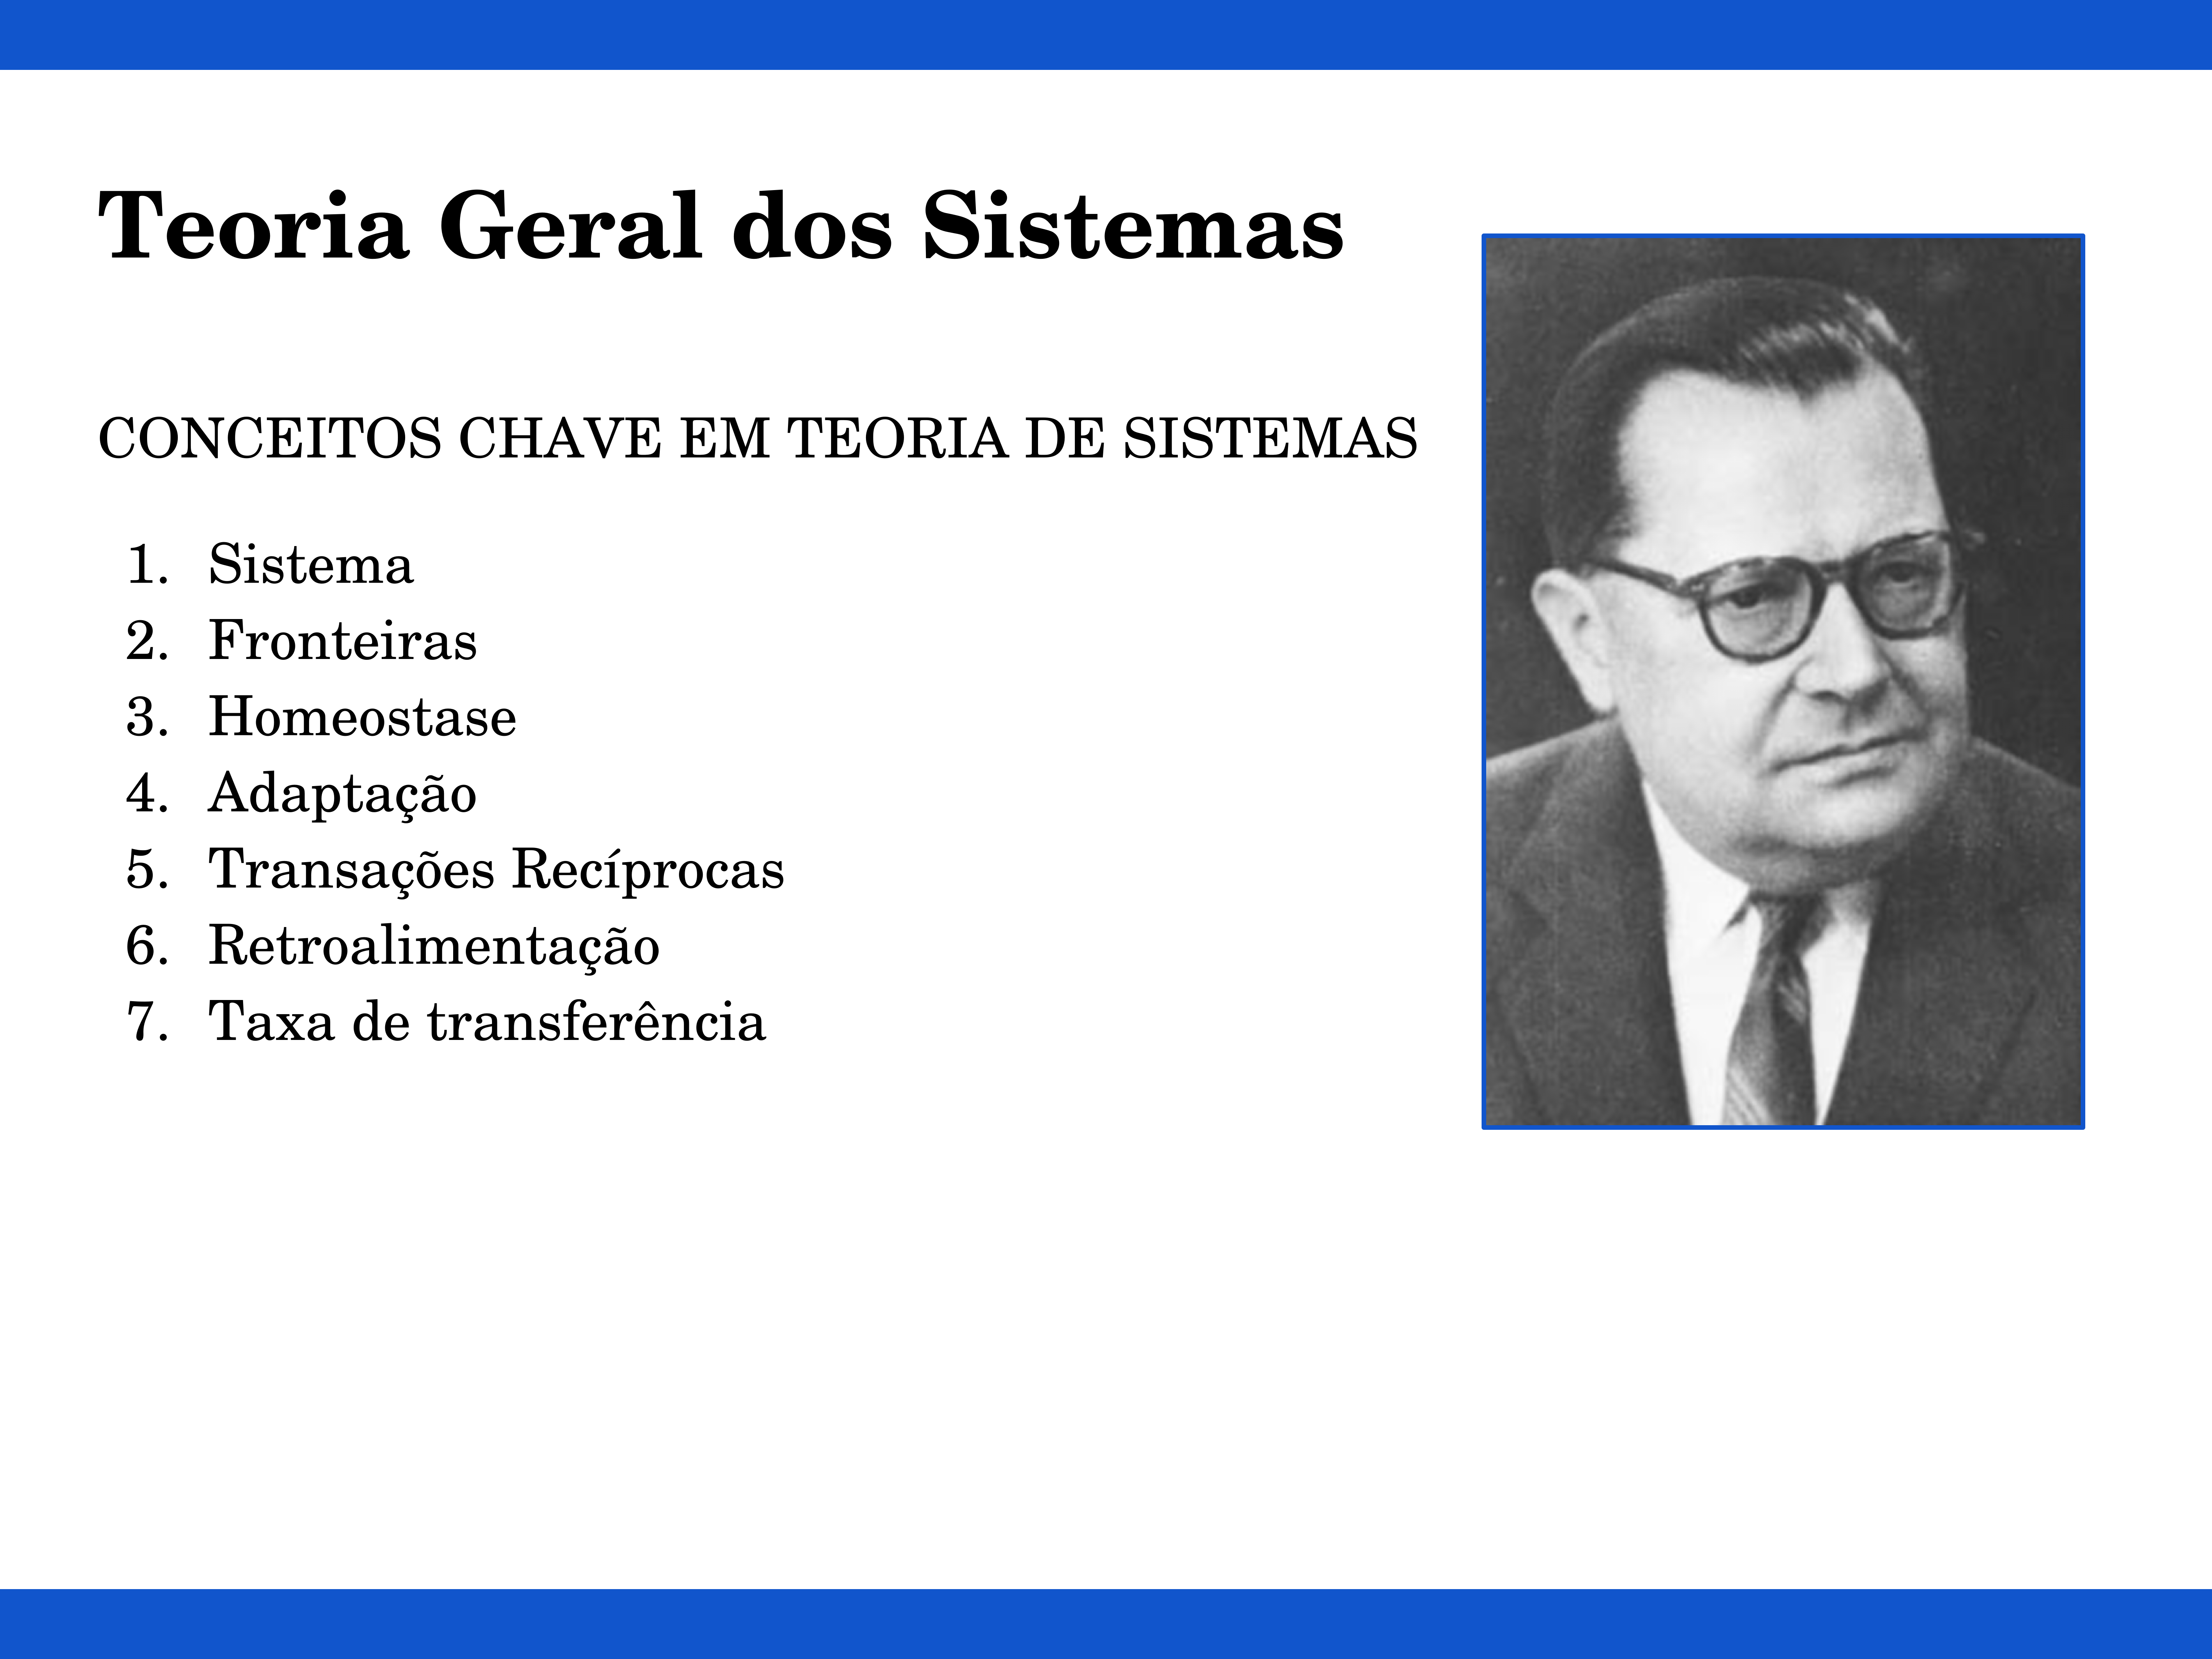 Teoria Geral dos Sistemas
CONCEITOS CHAVE EM TEORIA DE SISTEMAS
1. Sistema
2. Fronteiras
3. Homeostase
4. Adaptação
5. Transações Recíprocas
6. Retroalimentação
7. Taxa de transferência